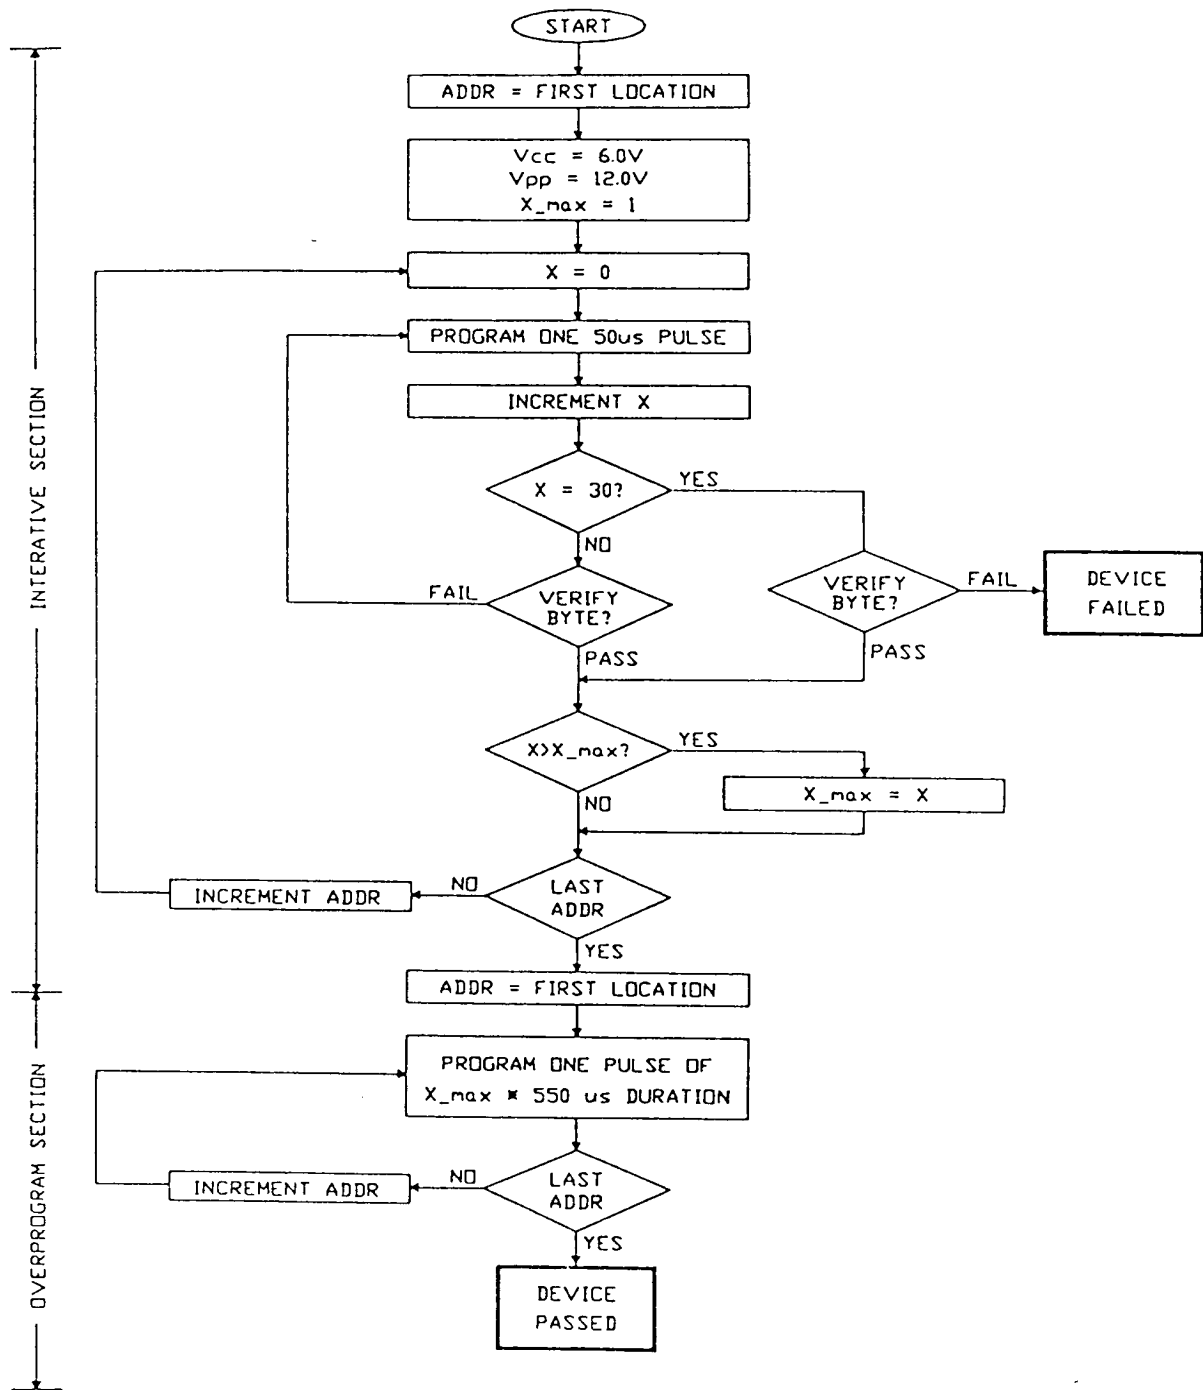 START
ADDR = FIRST LOCATION
Vcc = 6.0V
Vpp = 12.0V
X_max = 1
X = 0
PROGRAM ONE 50us PULSE
INCREMENT X
X = 30?
YES
NO
VERIFY
BYTE?
FAIL
PASS
VERIFY
BYTE?
FAIL
PASS
DEVICE
FAILED
X>X_max?
YES
X_max = X
NO
LAST
ADDR
NO
INCREMENT ADDR
YES
INTERATIVE SECTION
ADDR = FIRST LOCATION
PROGRAM ONE PULSE OF
X_max * 550 us DURATION
LAST
ADDR
NO
INCREMENT ADDR
YES
DEVICE
PASSED
OVERPROGRAM SECTION